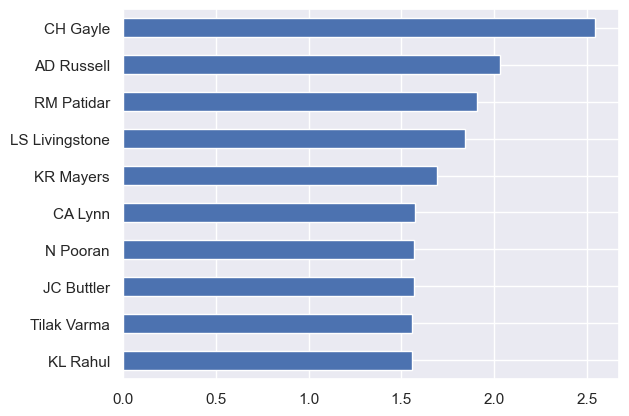 CH Gayle
AD Russell
RM Patidar
LS Livingstone
KR Mayers
CA Lynn
N Pooran
JC Buttler
Tilak Varma
KL Rahul
0.0 0.5 1.0 1.5 2.0 2.5